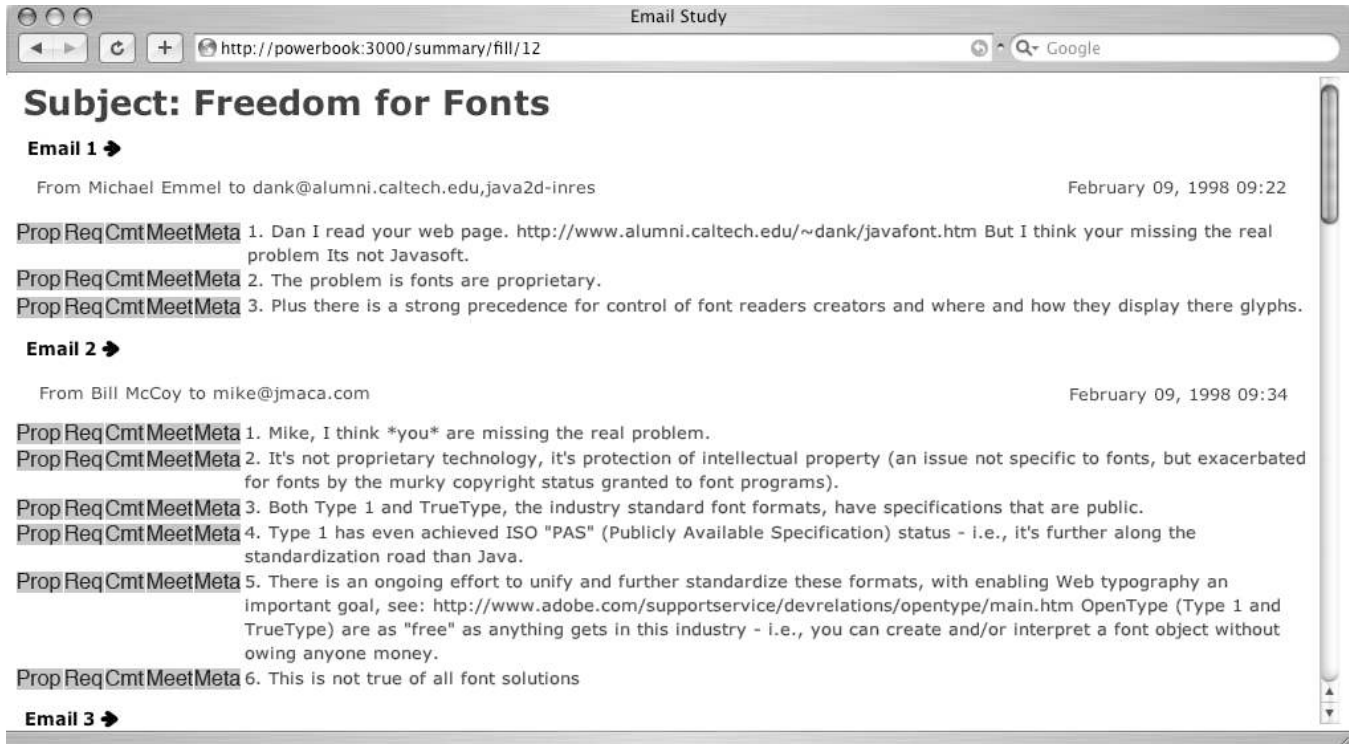 Email Study
http://powerbook:3000/summary/fill/12
Google
Subject: Freedom for Fonts
Email 1
From Michael Emmel to dank@alumni.caltech.edu,java2d-inres February 09, 1998 09:22
Prop Req Cmt Meet Meta 1. Dan I read your web page. http://www.alumni.caltech.edu/~dank/javafont.htm But I think your missing the real
problem Its not Javasoft.
Prop Req Cmt Meet Meta 2. The problem is fonts are proprietary.
Prop Req Cmt Meet Meta 3. Plus there is a strong precedence for control of font readers creators and where and how they display there glyphs.
Email 2
From Bill McCoy to mike@jmaca.com February 09, 1998 09:34
Prop Req Cmt Meet Meta 1. Mike, I think *you* are missing the real problem.
Prop Req Cmt Meet Meta 2. It's not proprietary technology, it's protection of intellectual property (an issue not specific to fonts, but exacerbated
for fonts by the murky copyright status granted to font programs).
Prop Req Cmt Meet Meta 3. Both Type 1 and TrueType, the industry standard font formats, have specifications that are public.
Prop Req Cmt Meet Meta 4. Type 1 has even achieved ISO "PAS" (Publicly Available Specification) status - i.e., it's further along the
standardization road than Java.
Prop Req Cmt Meet Meta 5. There is an ongoing effort to unify and further standardize these formats, with enabling Web typography an
important goal, see: http://www.adobe.com/supportservice/devrelations/opentype/main.htm OpenType (Type 1 and
TrueType) are as "free" as anything gets in this industry - i.e., you can create and/or interpret a font object without
owing anyone money.
Prop Req Cmt Meet Meta 6. This is not true of all font solutions
Email 3